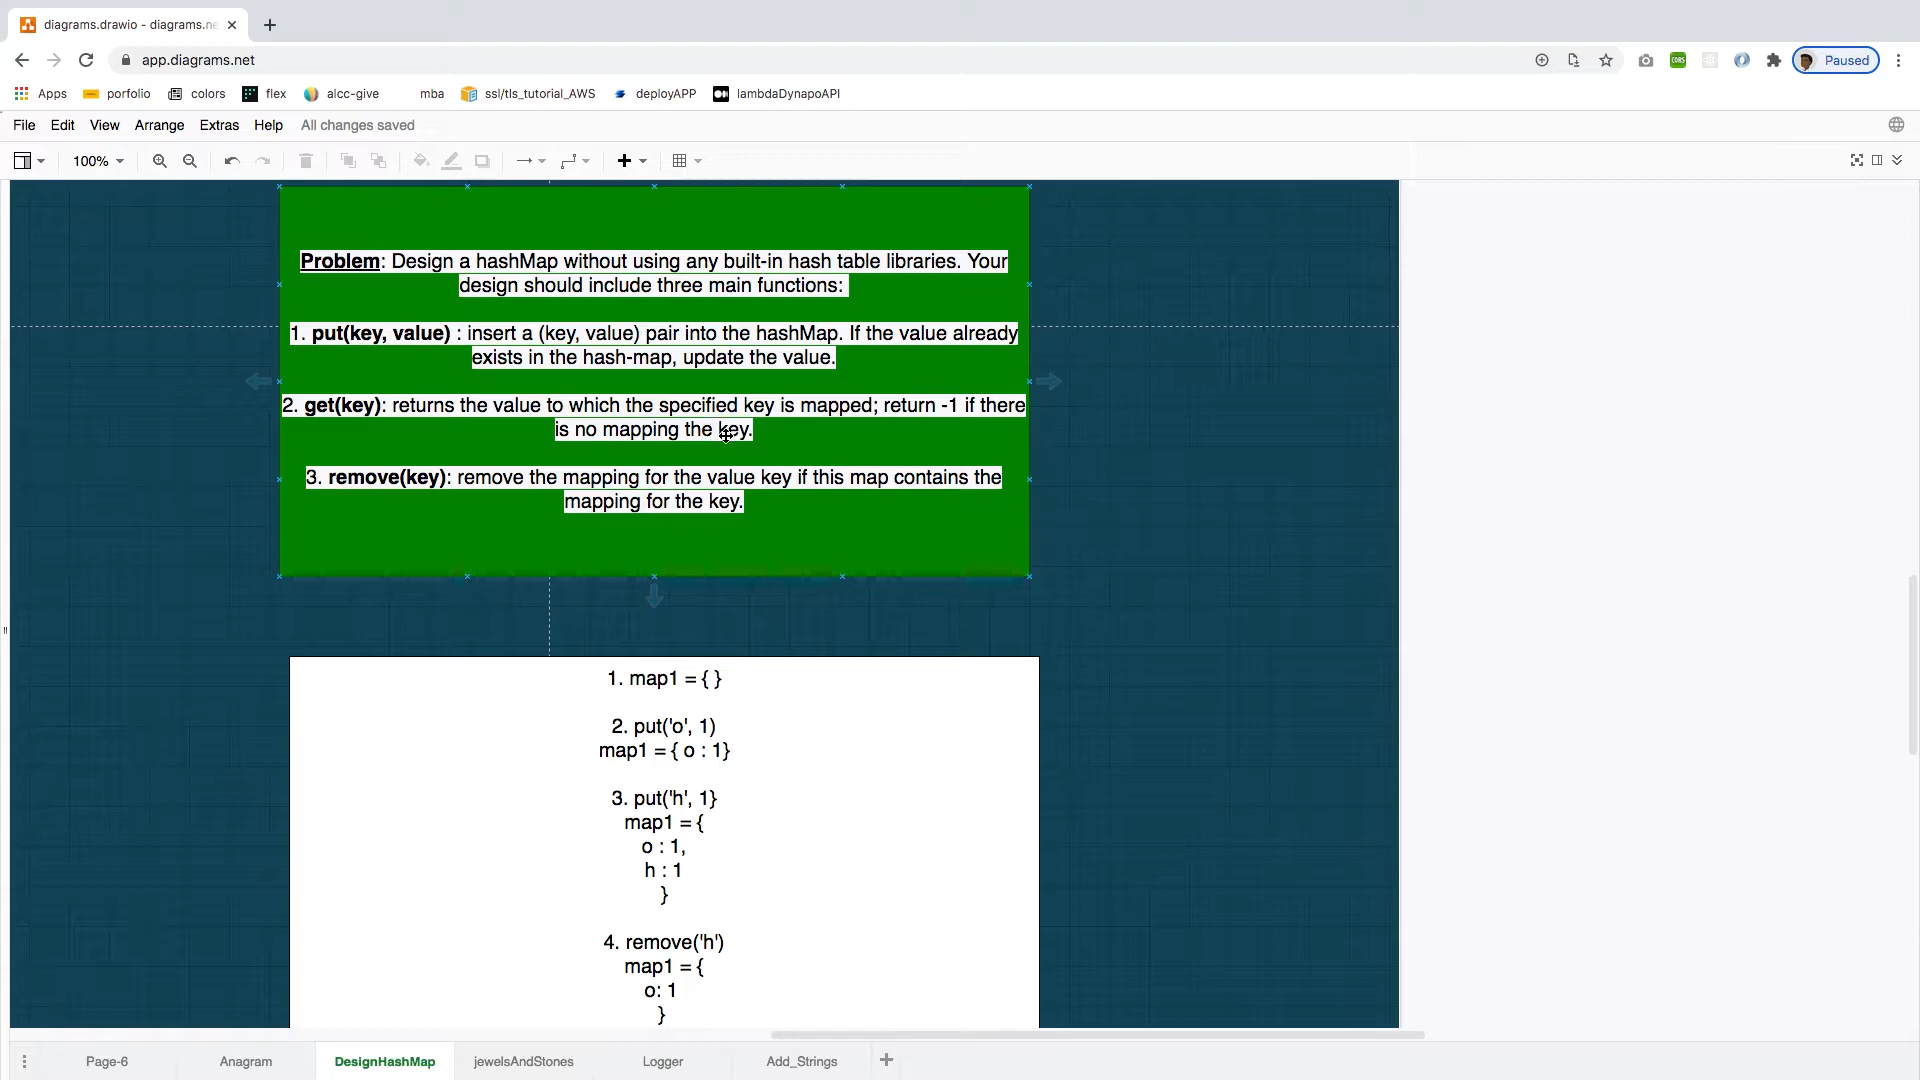 diagrams.drawio - diagrams.ne
app.diagrams.net
Paused
Apps
porfolio
colors
flex
alcc-give
mba
ssl/tls_tutorial_AWS
deployAPP
lambdaDynapoAPI
File
Edit
View
Arrange
Extras
Help
All changes saved
100%
Problem: Design a hashMap without using any built-in hash table libraries. Your
design should include three main functions:
1. put(key, value) : insert a (key, value) pair into the hashMap. If the value already
exists in the hash-map, update the value.
2. get(key): returns the value to which the specified key is mapped; return -1 if there
is no mapping the key.
3. remove(key): remove the mapping for the value key if this map contains the
mapping for the key.
1. map1 = { }
2. put('o', 1)
map1 = { o : 1}
3. put('h', 1}
map1 = {
o : 1,
h : 1
}
4. remove('h')
map1 = {
o: 1
}
Page-6
Anagram
DesignHashMap
jewelsAndStones
Logger
Add_Strings